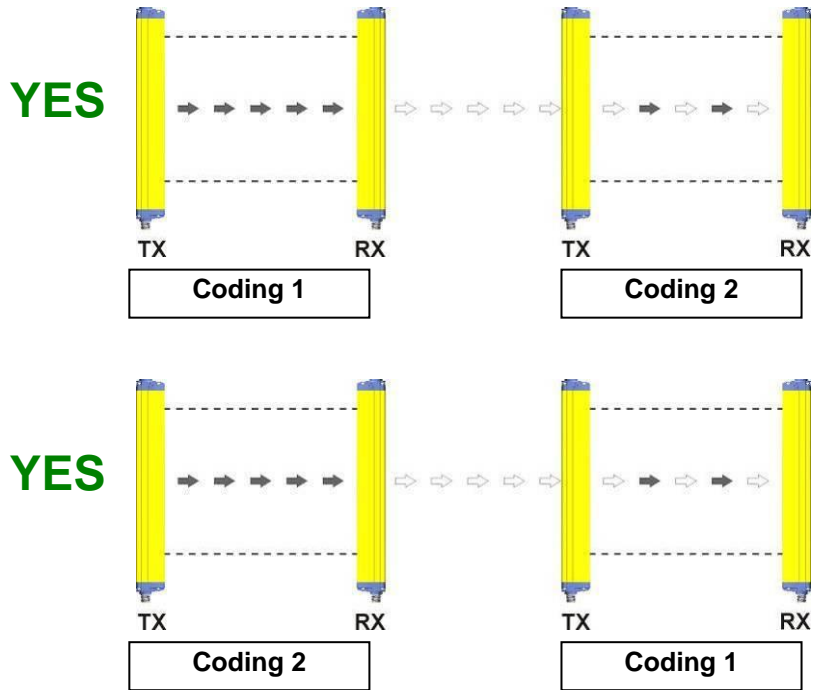 YES
TX RX TX RX
Coding 1 Coding 2
YES
TX RX TX RX
Coding 2 Coding 1